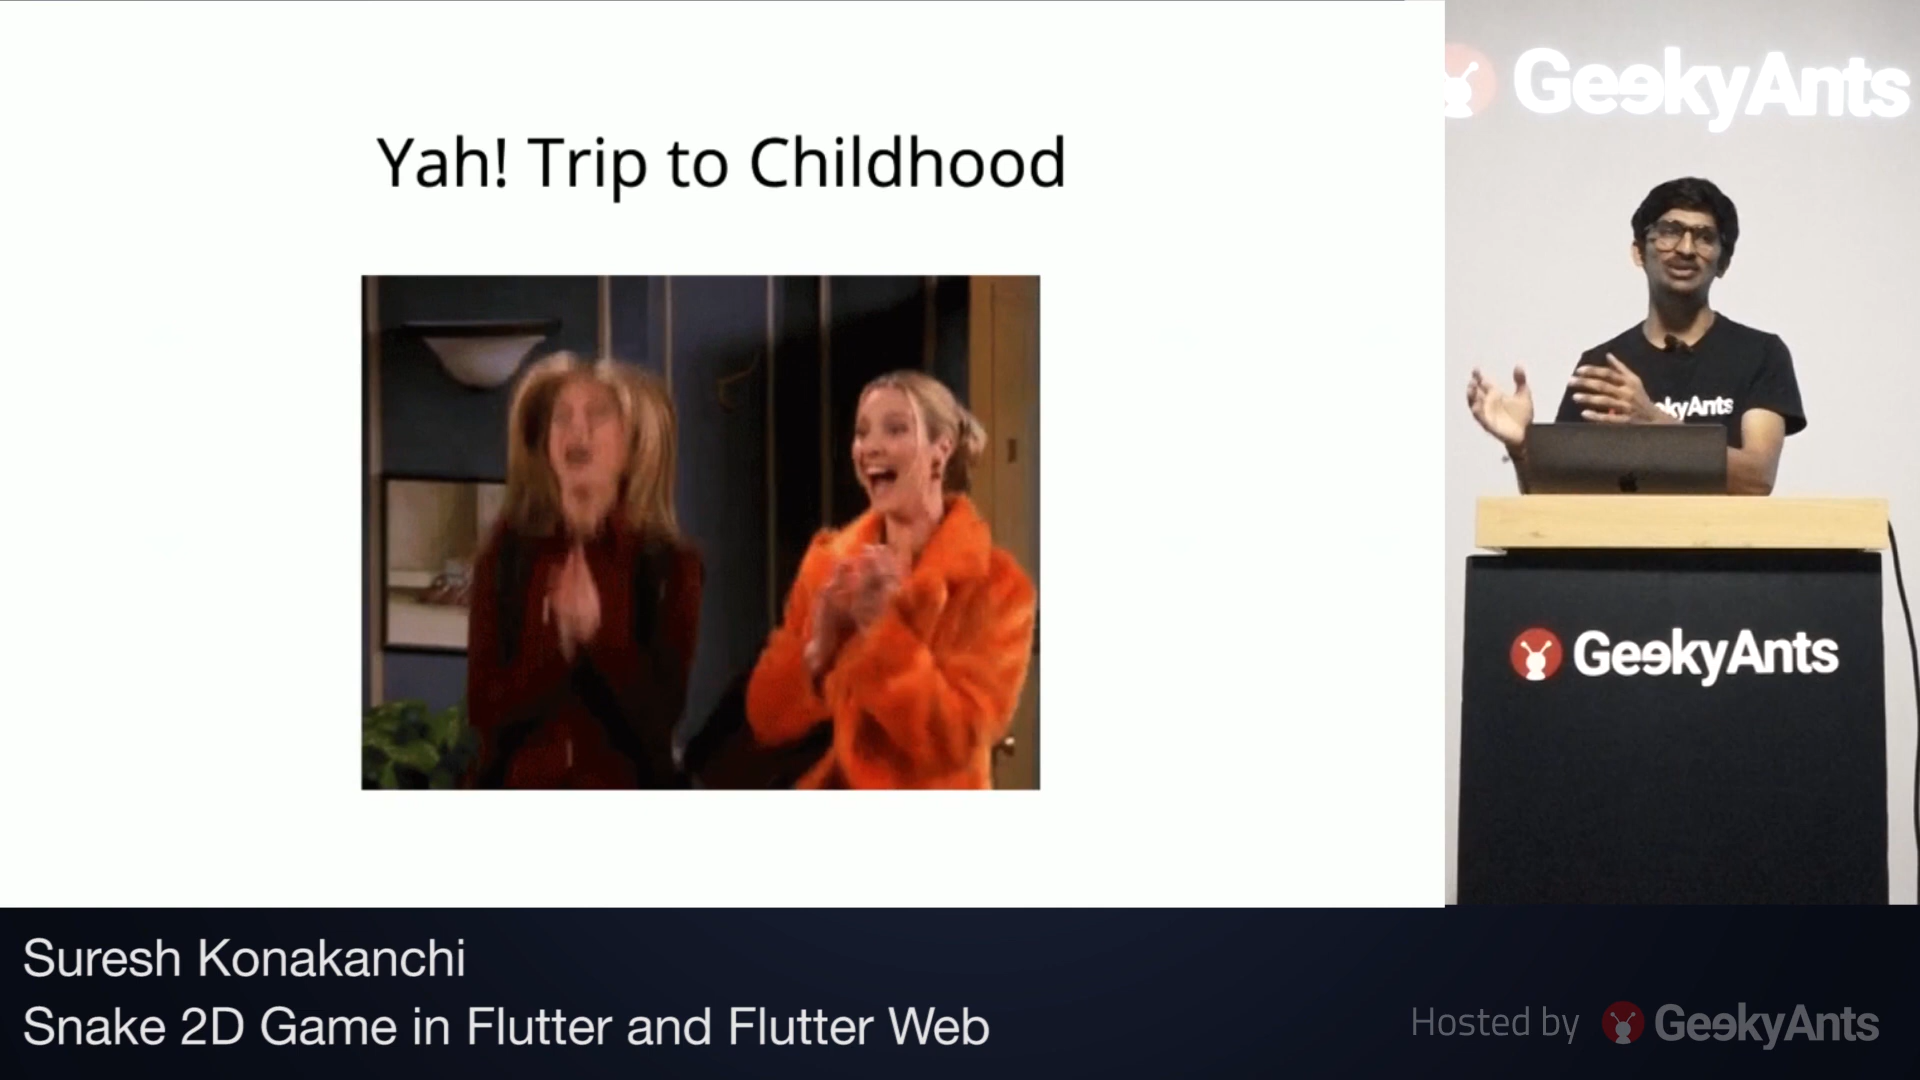 Yah! Trip to Childhood
GeekyAnts
kyAnts
GeekyAnts
Suresh Konakanchi
Snake 2D Game in Flutter and Flutter Web
Hosted by GeekyAnts